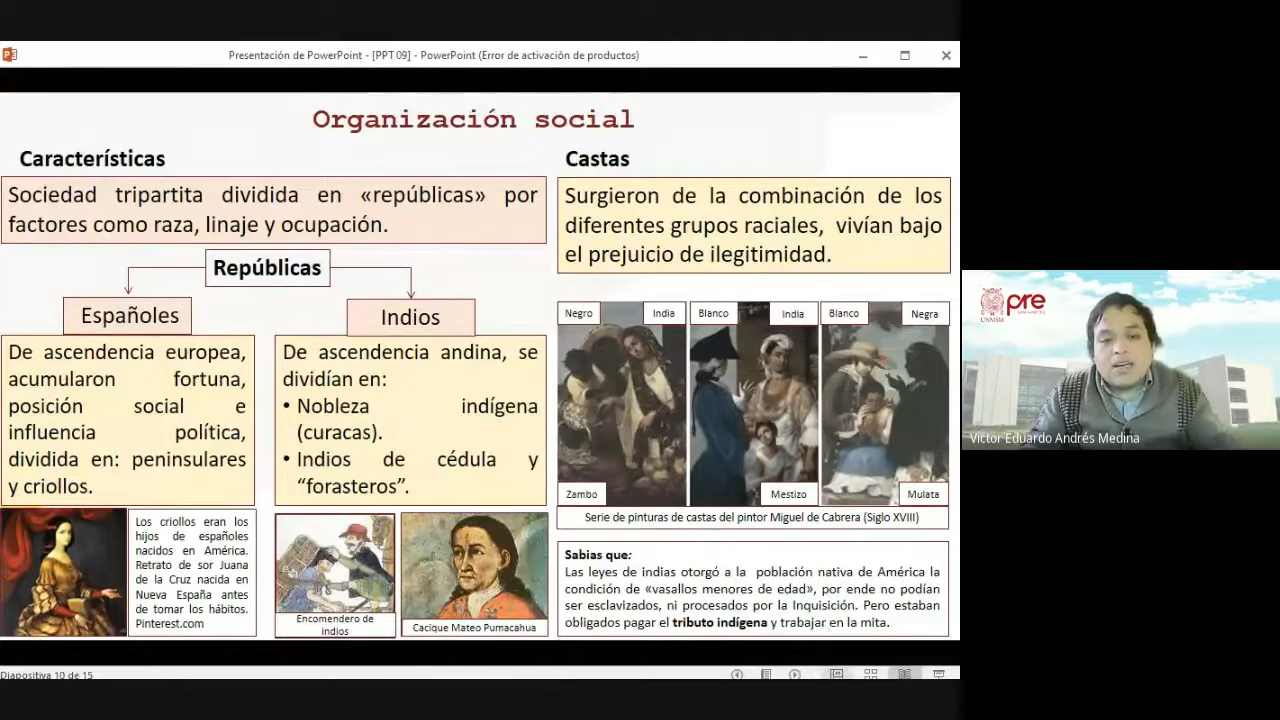 Presentación de PowerPoint - [PPT 09] - PowerPoint (Error de activación de productos)
Organización social
Características
Sociedad tripartita dividida en «repúblicas» por
factores como raza, linaje y ocupación.
Repúblicas
Españoles
Indios
De ascendencia europea,
acumularon fortuna,
posición social e
influencia política,
dividida en: peninsulares
y criollos.
De ascendencia andina, se
dividían en:
• Nobleza indígena
(curacas).
• Indios de cédula y
“forasteros”.
Los criollos eran los
hijos de españoles
nacidos en América.
Retrato de sor Juana
de la Cruz nacida en
Nueva España antes
de tomar los hábitos.
Pinterest.com
Encomendero de
indios
Cacique Mateo Pumacahua
Castas
Surgieron de la combinación de los
diferentes grupos raciales, vivían bajo
el prejuicio de ilegitimidad.
Negro India Blanco India Blanco Negra
Zambo Mestizo Mulata
Serie de pinturas de castas del pintor Miguel de Cabrera (Siglo XVIII)
Sabias que:
Las leyes de indias otorgó a la población nativa de América la
condición de «vasallos menores de edad», por ende no podían
ser esclavizados, ni procesados por la Inquisición. Pero estaban
obligados pagar el tributo indígena y trabajar en la mita.
Diapositiva 10 de 15
UNMSM
pre
Victor Eduardo Andrés Medina